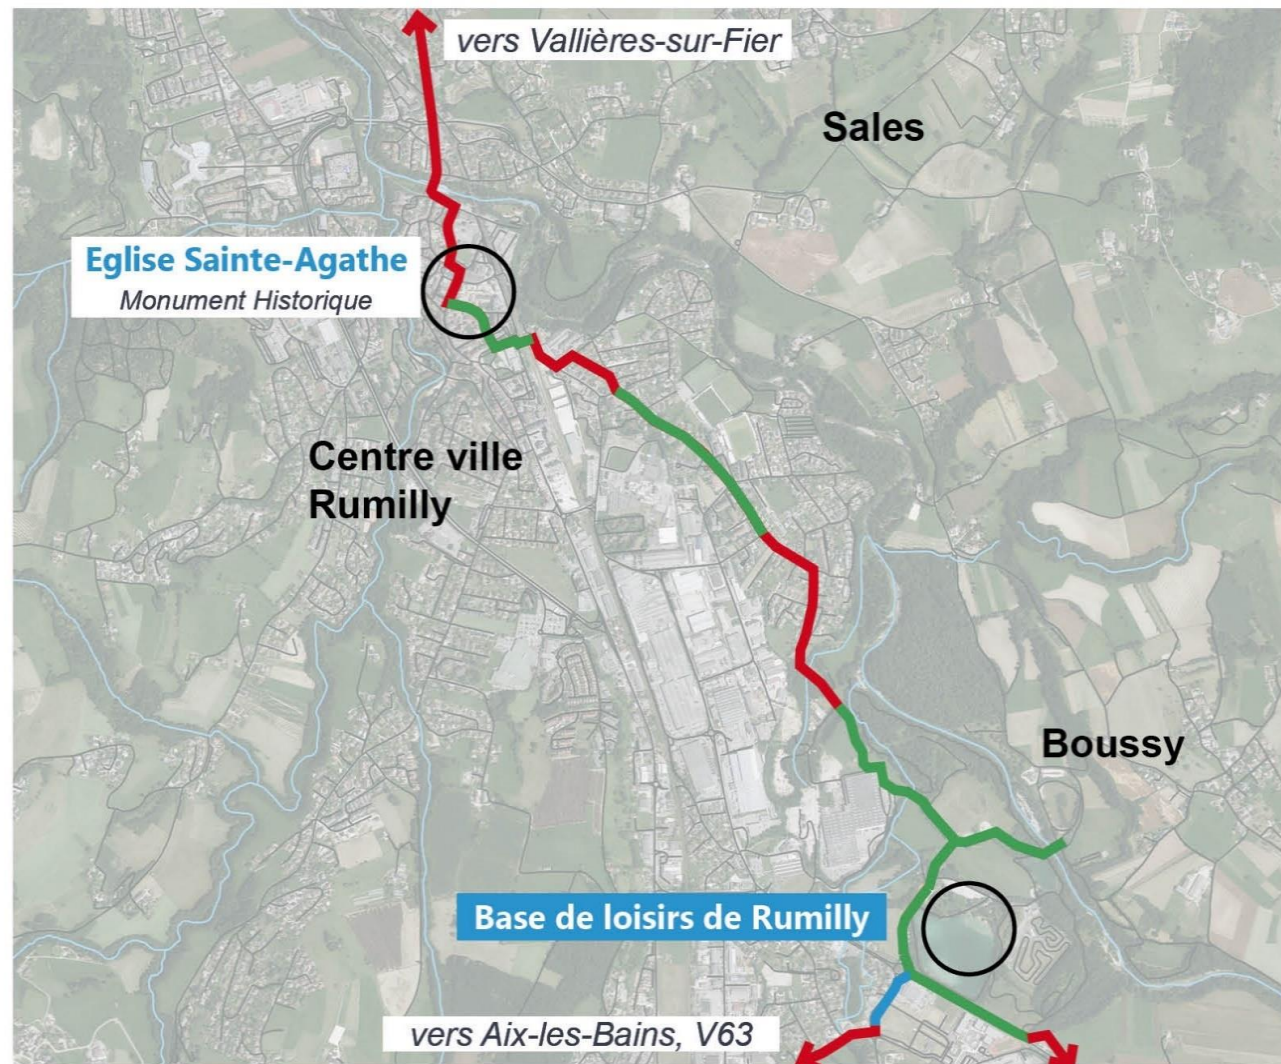 vers Vallières-sur-Fier
Sales
Eglise Sainte-Agathe
Monument Historique
Centre ville
Rumilly
Boussy
Base de loisirs de Rumilly
vers Aix-les-Bains, V63